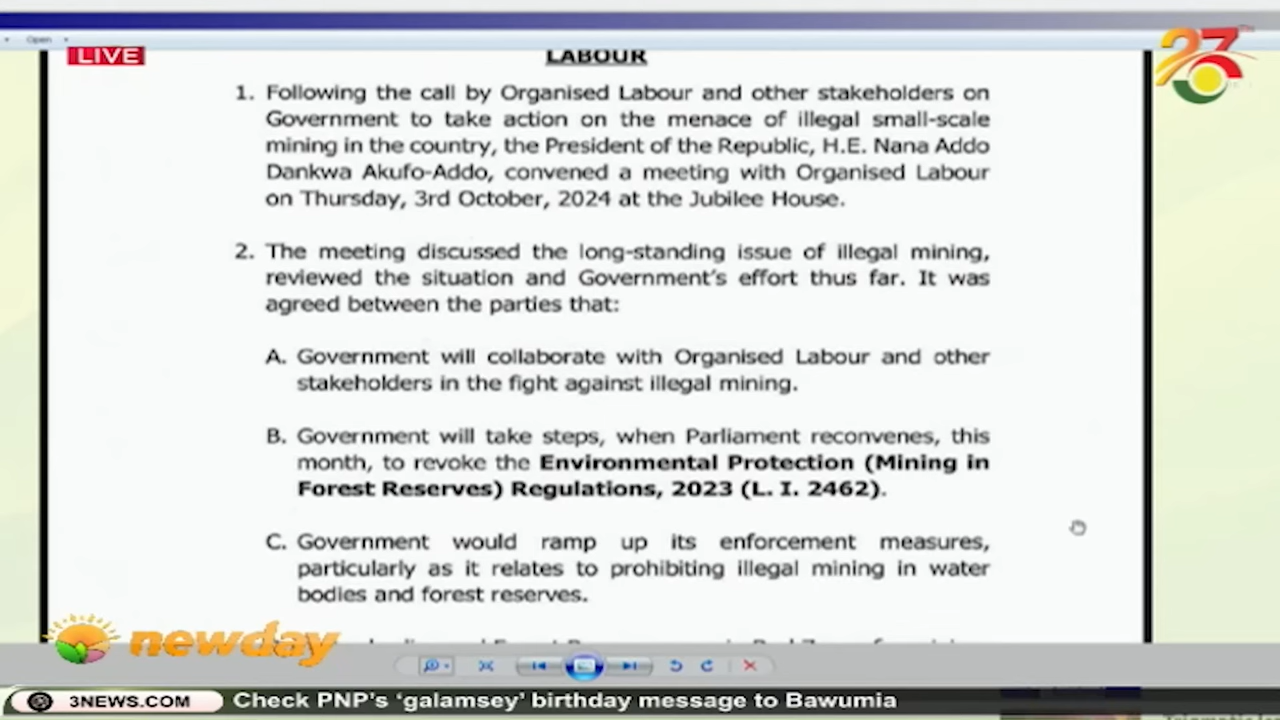 Open
LIVE
27
LABOUR
1. Following the call by Organised Labour and other stakeholders on
Government to take action on the menace of illegal small-scale
mining in the country, the President of the Republic, H.E. Nana Addo
Dankwa Akufo-Addo, convened a meeting with Organised Labour
on Thursday, 3rd October, 2024 at the Jubilee House.
2. The meeting discussed the long-standing issue of illegal mining,
reviewed the situation and Government's effort thus far. It was
agreed between the parties that:
A. Government will collaborate with Organised Labour and other
stakeholders in the fight against illegal mining.
B. Government will take steps, when Parliament reconvenes, this
month, to revoke the Environmental Protection (Mining in
Forest Reserves) Regulations, 2023 (L. I. 2462).
C. Government would ramp up its enforcement measures,
particularly as it relates to prohibiting illegal mining in water
bodies and forest reserves.
newday
3NEWS.COM
Check PNP's ‘galamsey’ birthday message to Bawumia